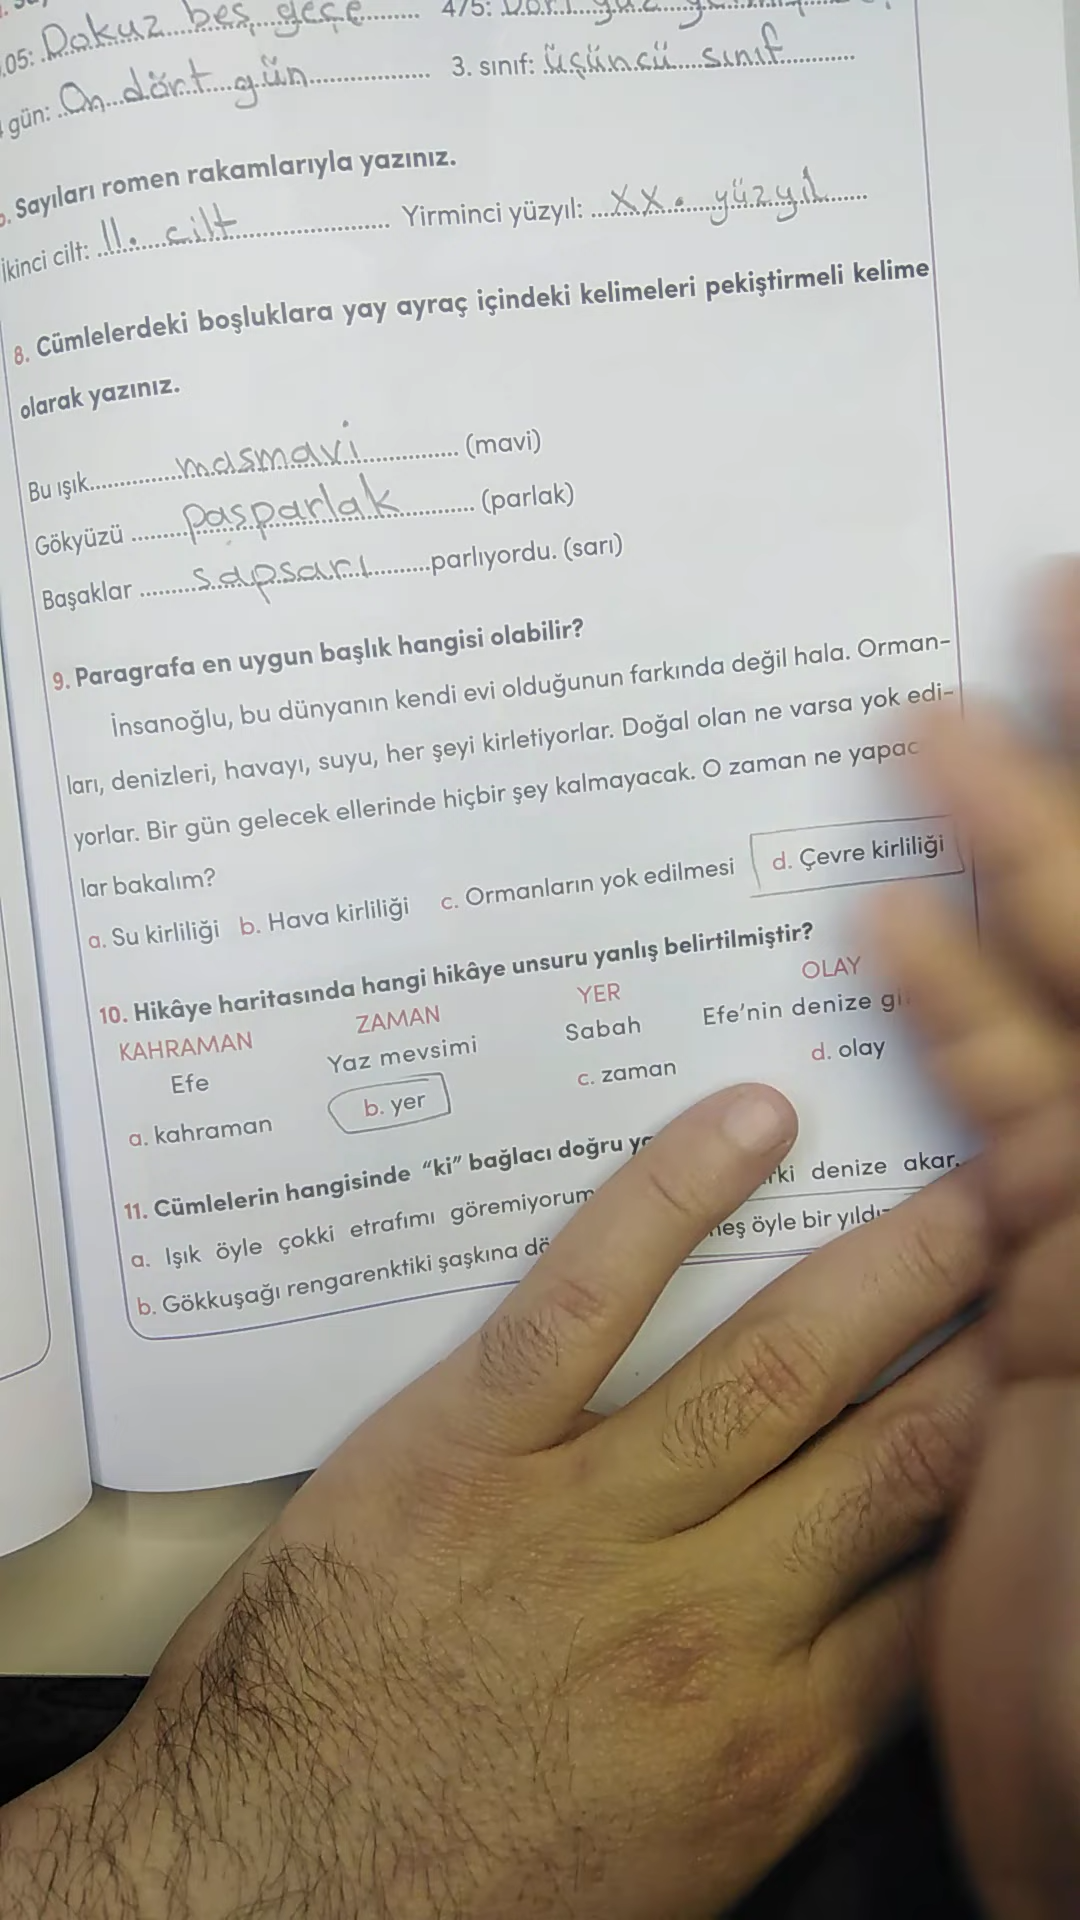 05: Dokuz beş geçe 4/5:
gün: On dört gün 3. sınıf: üçüncü sınıf
Sayıları romen rakamlarıyla yazınız.
İkinci cilt: II. cilt Yirminci yüzyıl: XX. yüzyıl
8. Cümlelerdeki boşluklara yay ayraç içindeki kelimeleri pekiştirmeli kelime
olarak yazınız.
Bu ışık masmavi (mavi)
Gökyüzü pasparlak (parlak)
Başaklar sapsarı parlıyordu. (sarı)
9. Paragrafa en uygun başlık hangisi olabilir?
İnsanoğlu, bu dünyanın kendi evi olduğunun farkında değil hala. Orman-
ları, denizleri, havayı, suyu, her şeyi kirletiyorlar. Doğal olan ne varsa yok edi-
yorlar. Bir gün gelecek ellerinde hiçbir şey kalmayacak. O zaman ne yapac
lar bakalım?
a. Su kirliliği b. Hava kirliliği c. Ormanların yok edilmesi d. Çevre kirliliği
10. Hikâye haritasında hangi hikâye unsuru yanlış belirtilmiştir?
KAHRAMAN ZAMAN YER OLAY
Efe Yaz mevsimi Sabah Efe'nin denize gi
a. kahraman b. yer c. zaman d. olay
11. Cümlelerin hangisinde "ki" bağlacı doğru
a. Işık öyle çokki etrafımı göremiyorum rki denize akar.
b. Gökkuşağı rengarenktiki şaşkına dö neş öyle bir yıldı